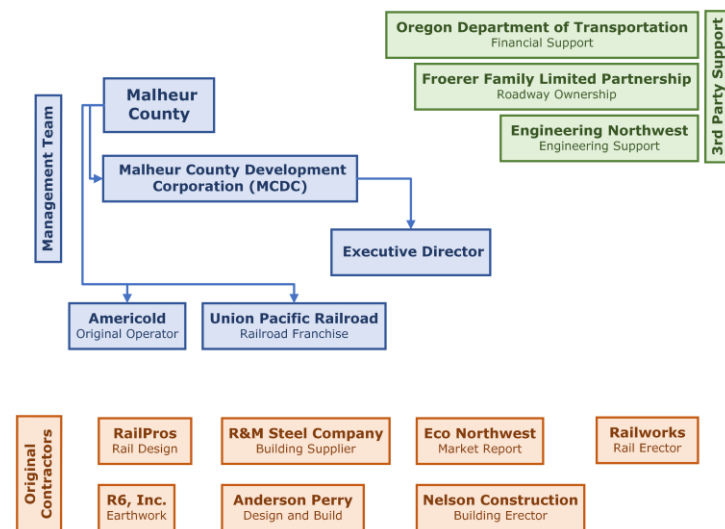 Oregon Department of Transportation
Financial Support
Froerer Family Limited Partnership
Roadway Ownership
Engineering Northwest
Engineering Support
3rd Party Support
Management Team
Malheur
County
Malheur County Development
Corporation (MCDC)
Executive Director
Americold
Original Operator
Union Pacific Railroad
Railroad Franchise
Original
Contractors
RailPros
Rail Design
R&M Steel Company
Building Supplier
Eco Northwest
Market Report
Railworks
Rail Erector
R6, Inc.
Earthwork
Anderson Perry
Design and Build
Nelson Construction
Building Erector